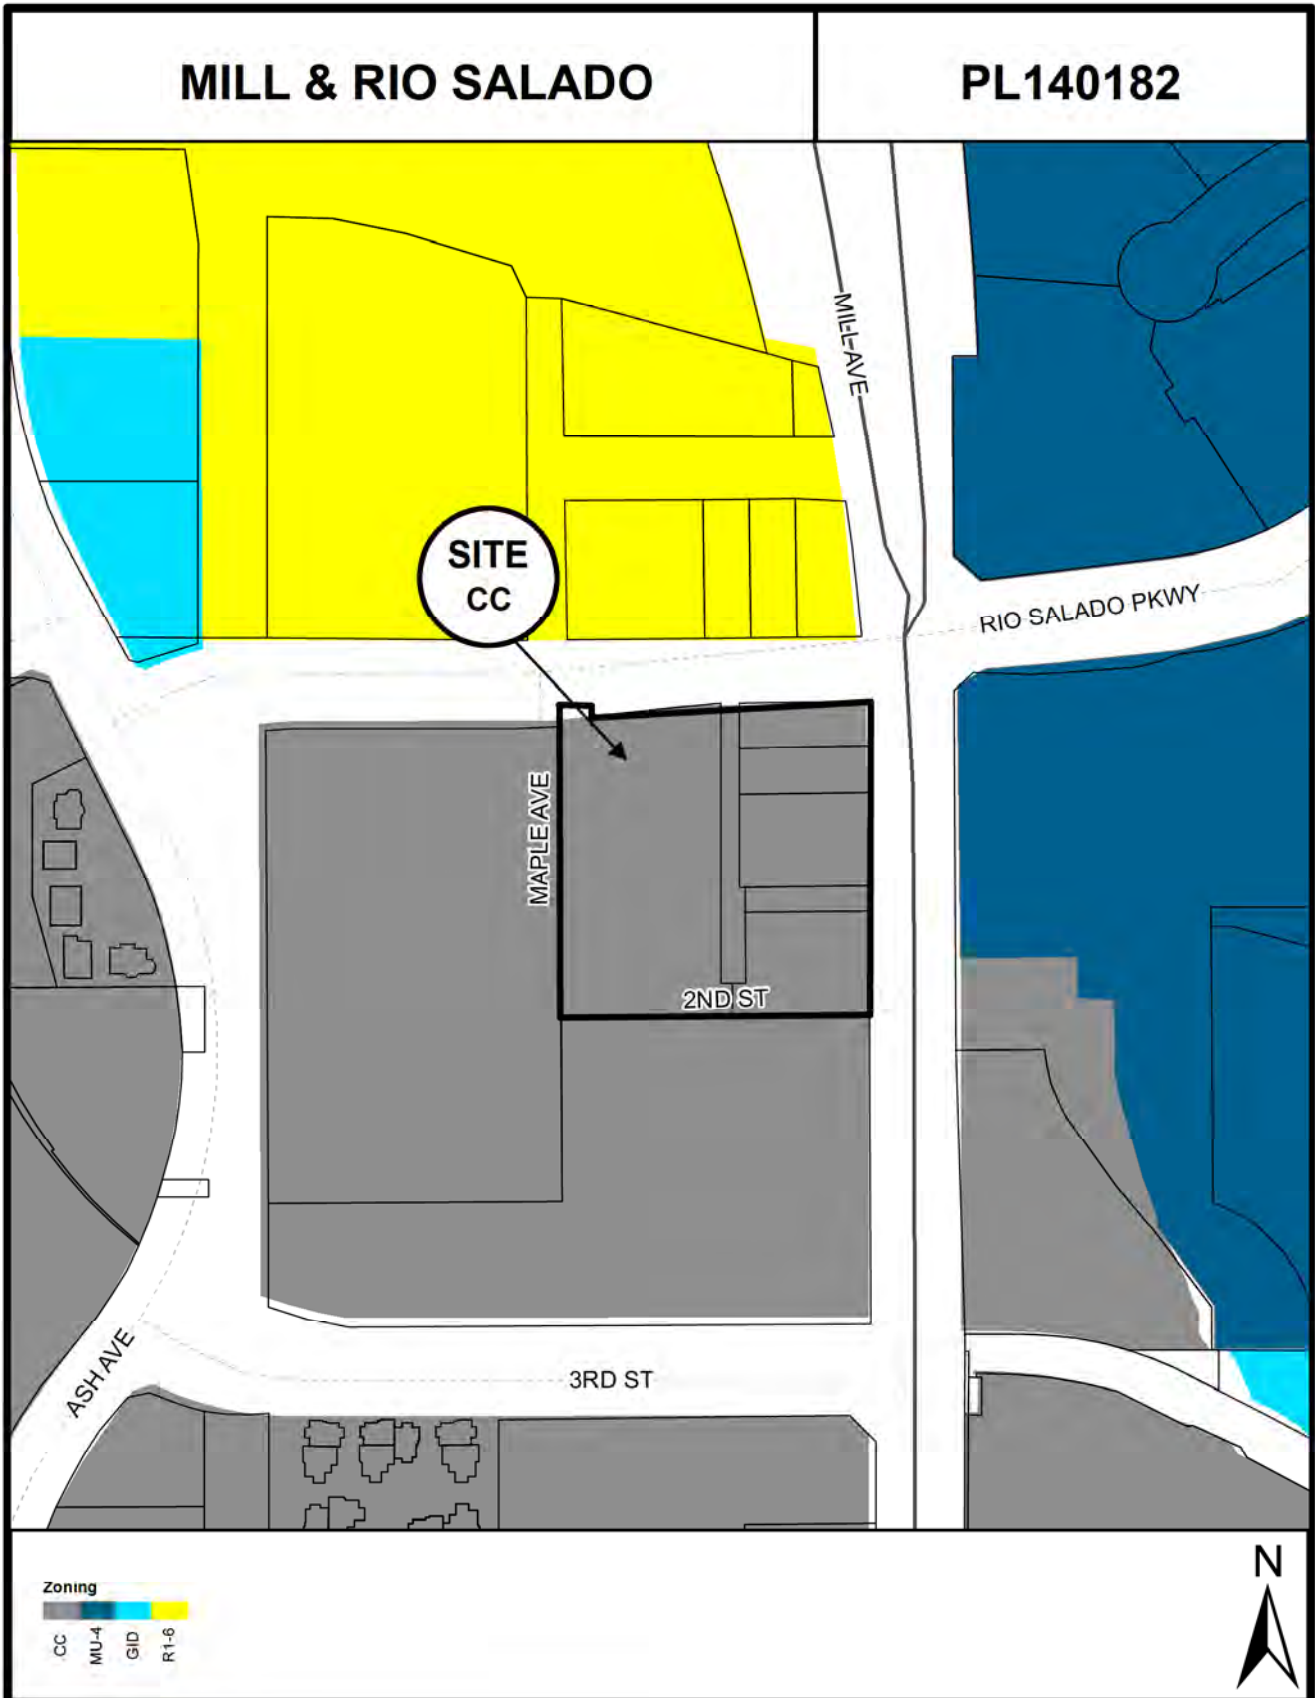 MILL & RIO SALADO
PL140182
MILL AVE
SITE
CC
RIO SALADO PKWY
MAPLE AVE
2ND ST
ASH AVE
3RD ST
Zoning
CC
MU-4
GID
R1-6
N